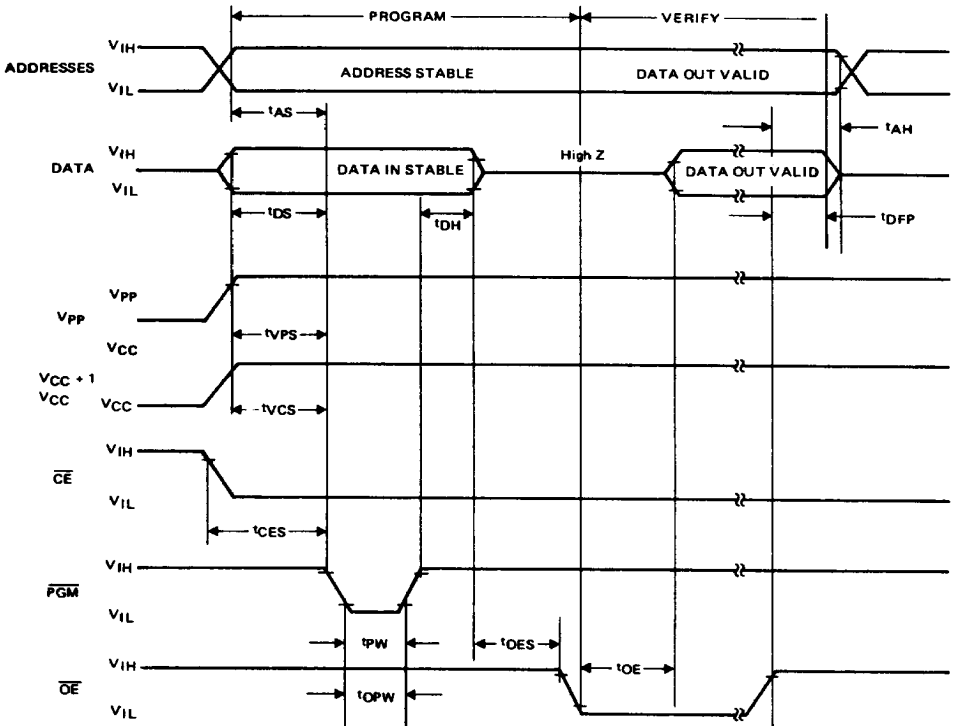 PROGRAM VERIFY
VIH
ADDRESSES ADDRESS STABLE DATA OUT VALID
VIL
tAS tAH
VIH
DATA DATA IN STABLE High Z DATA OUT VALID
VIL
tDS tDH tDFP
VPP
VPP
tVPS
VCC
VCC + 1
VCC VCC
tVCS
VIH
CE
VIL
tCES
VIH
PGM
VIL
tPW tOES
VIH
OE tOE
tOPW
VIL